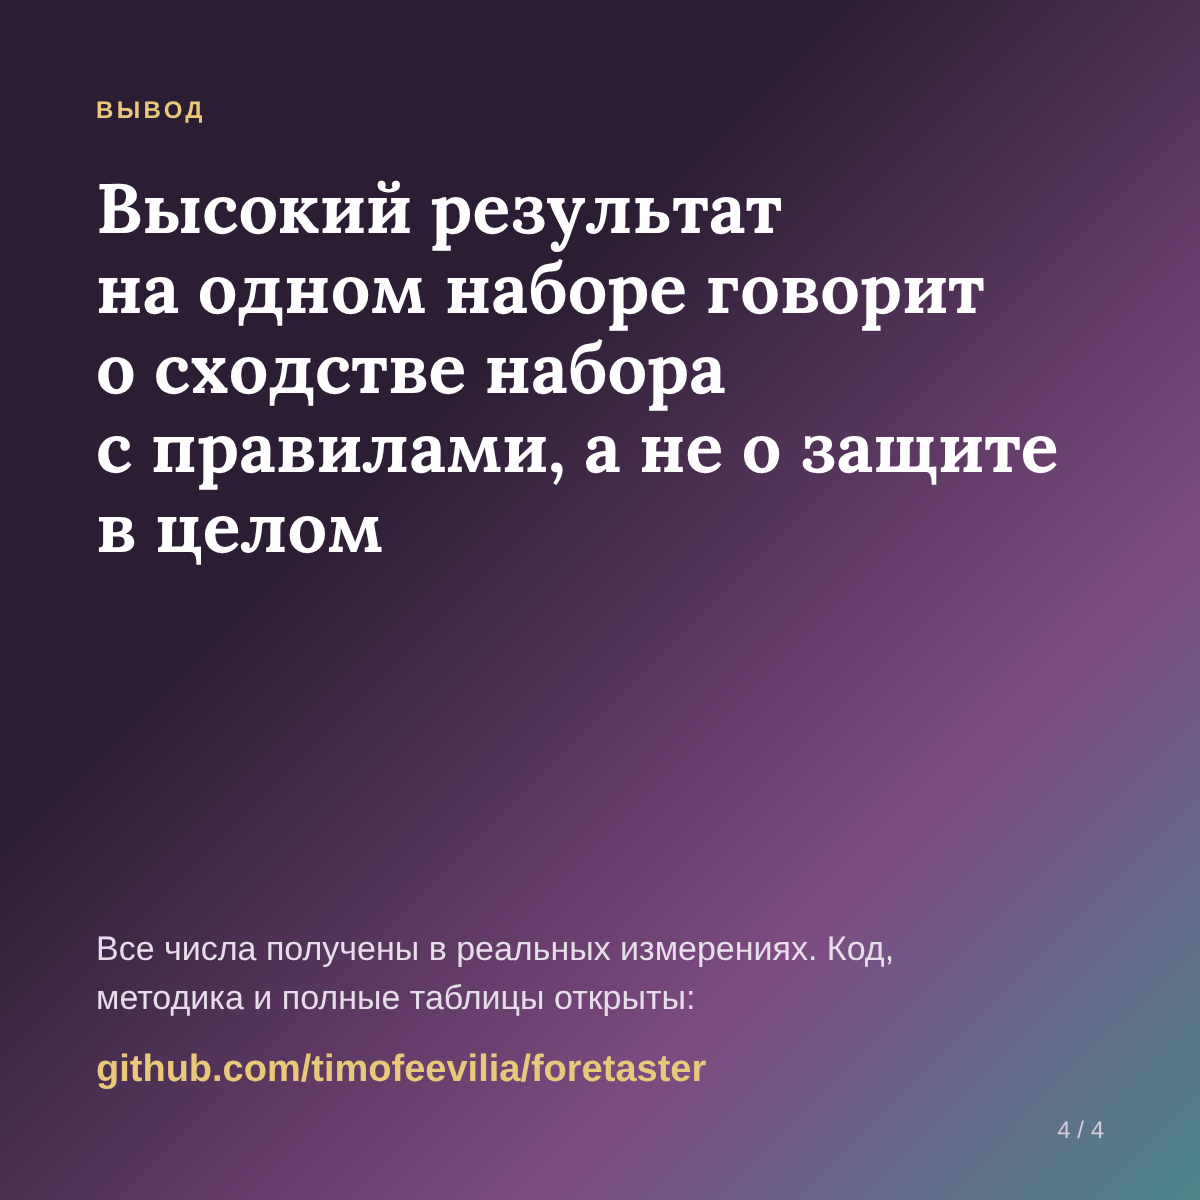 ВЫВОД
Высокий результат
на одном наборе говорит
о сходстве набора
с правилами, а не о защите
в целом
Все числа получены в реальных измерениях. Код,
методика и полные таблицы открыты:
github.com/timofeevilia/foretaster
4 / 4